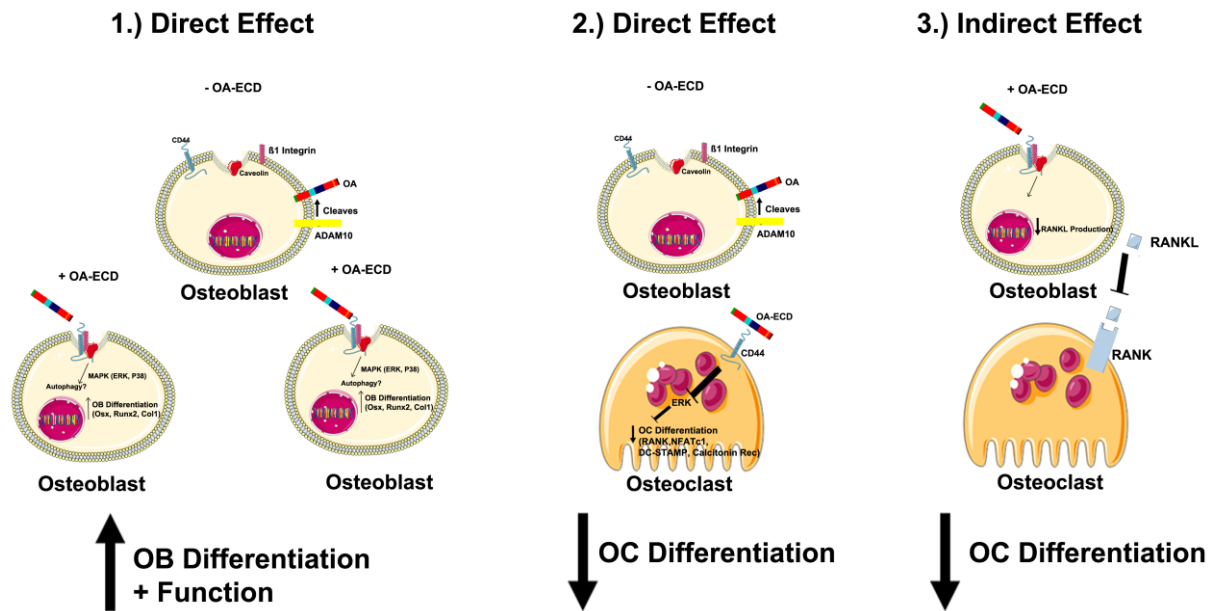 1.) Direct Effect
- OA-ECD
CD44
ß1 Integrin
Caveolin
OA
Cleaves
ADAM10
Osteoblast
+ OA-ECD
MAPK (ERK, P38)
Autophagy?
OB Differentiation
(Osx, Runx2, Col1)
Osteoblast
+ OA-ECD
MAPK (ERK, P38)
Autophagy?
OB Differentiation
(Osx, Runx2, Col1)
Osteoblast
OB Differentiation
+ Function
2.) Direct Effect
- OA-ECD
CD44
ß1 Integrin
Caveolin
OA
Cleaves
ADAM10
Osteoblast
OA-ECD
CD44
ERK
OC Differentiation
(RANK,NFATc1,
DC-STAMP, Calcitonin Rec)
Osteoclast
OC Differentiation
3.) Indirect Effect
+ OA-ECD
RANKL Production)
RANKL
Osteoblast
RANK
Osteoclast
OC Differentiation